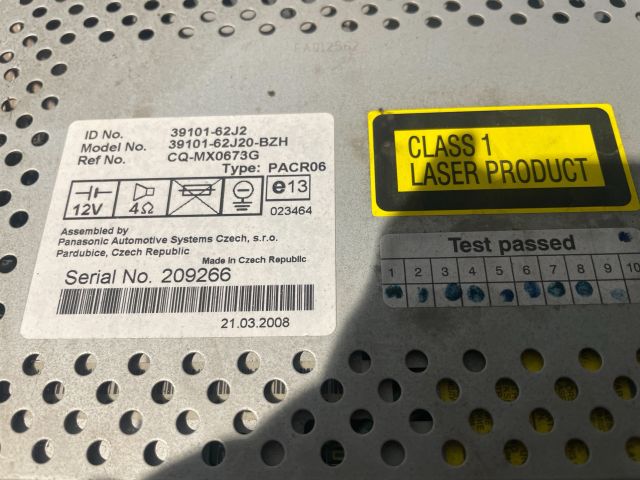 FA012562
ID No. 39101-62J2
Model No. 39101-62J20-BZH
Ref No. CQ-MX0673G
Type: PACR06
12V 4Ω e13
023464
Assembled by
Panasonic Automotive Systems Czech, s.r.o.
Pardubice, Czech Republic
Made in Czech Republic
Serial No. 209266
21.03.2008
CLASS 1
LASER PRODUCT
Test passed
1 2 3 4 5 6 7 8 9 10